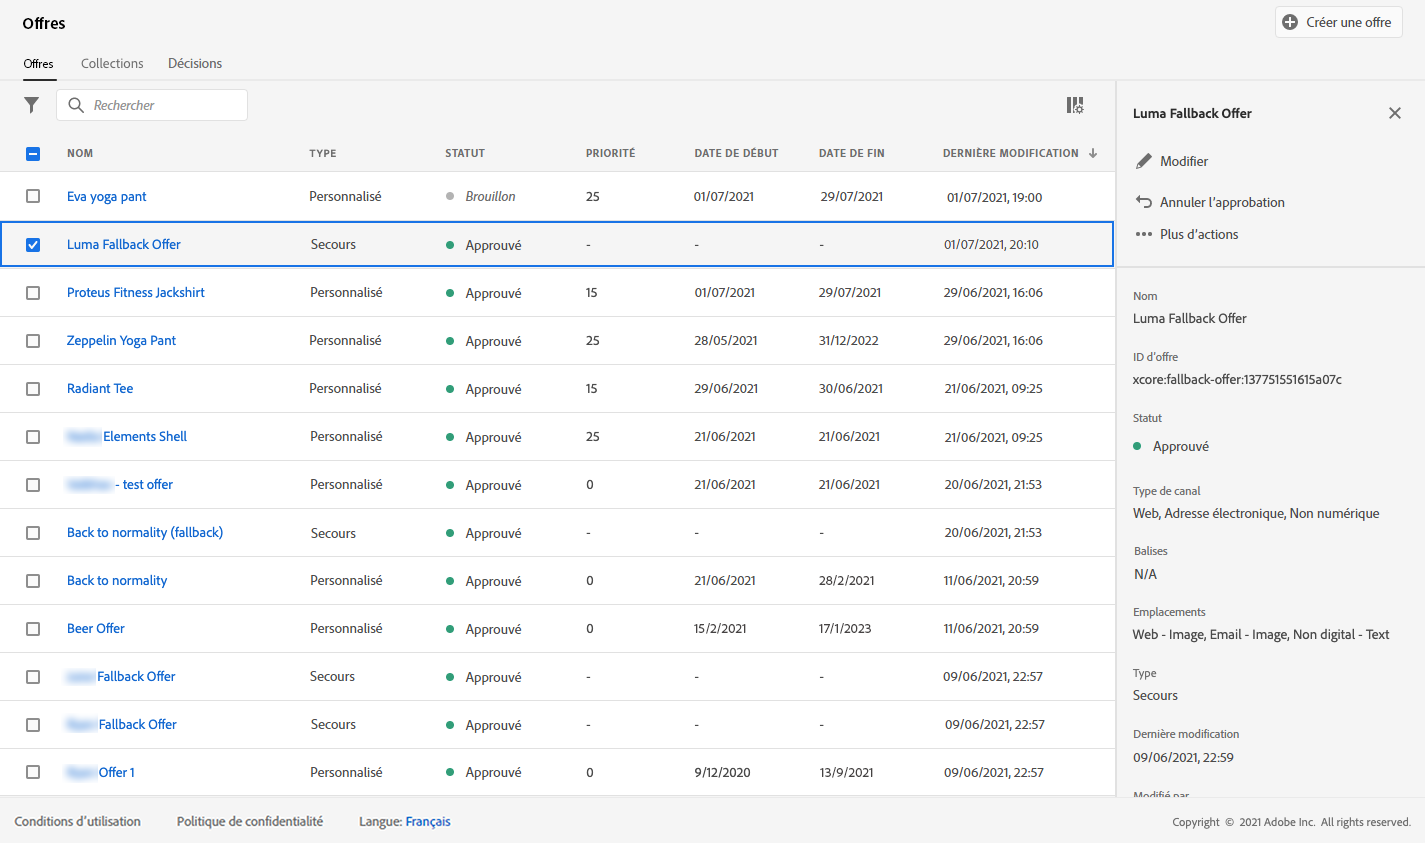 Offres
Créer une offre
Offres Collections Décisions
Rechercher
NOM TYPE STATUT PRIORITÉ DATE DE DÉBUT DATE DE FIN DERNIÈRE MODIFICATION
Eva yoga pant Personnalisé Brouillon 25 01/07/2021 29/07/2021 01/07/2021, 19:00
Luma Fallback Offer Secours Approuvé - - - 01/07/2021, 20:10
Proteus Fitness Jackshirt Personnalisé Approuvé 15 01/07/2021 29/07/2021 29/06/2021, 16:06
Zeppelin Yoga Pant Personnalisé Approuvé 25 28/05/2021 31/12/2022 29/06/2021, 16:06
Radiant Tee Personnalisé Approuvé 15 29/06/2021 30/06/2021 21/06/2021, 09:25
Elements Shell Personnalisé Approuvé 25 21/06/2021 21/06/2021 21/06/2021, 09:25
- test offer Personnalisé Approuvé 0 21/06/2021 21/06/2021 20/06/2021, 21:53
Back to normality (fallback) Secours Approuvé - - - 20/06/2021, 21:53
Back to normality Personnalisé Approuvé 0 21/06/2021 28/2/2021 11/06/2021, 20:59
Beer Offer Personnalisé Approuvé 0 15/2/2021 17/1/2023 11/06/2021, 20:59
Fallback Offer Secours Approuvé - - - 09/06/2021, 22:57
Fallback Offer Secours Approuvé - - - 09/06/2021, 22:57
Offer 1 Personnalisé Approuvé 0 9/12/2020 13/9/2021 09/06/2021, 22:57
Luma Fallback Offer
Modifier
Annuler l'approbation
Plus d'actions
Nom
Luma Fallback Offer
ID d'offre
xcore:fallback-offer:137751551615a07c
Statut
Approuvé
Type de canal
Web, Adresse électronique, Non numérique
Balises
N/A
Emplacements
Web - Image, Email - Image, Non digital - Text
Type
Secours
Dernière modification
09/06/2021, 22:59
Modifié par
Conditions d'utilisation Politique de confidentialité Langue: Français Copyright © 2021 Adobe Inc. All rights reserved.